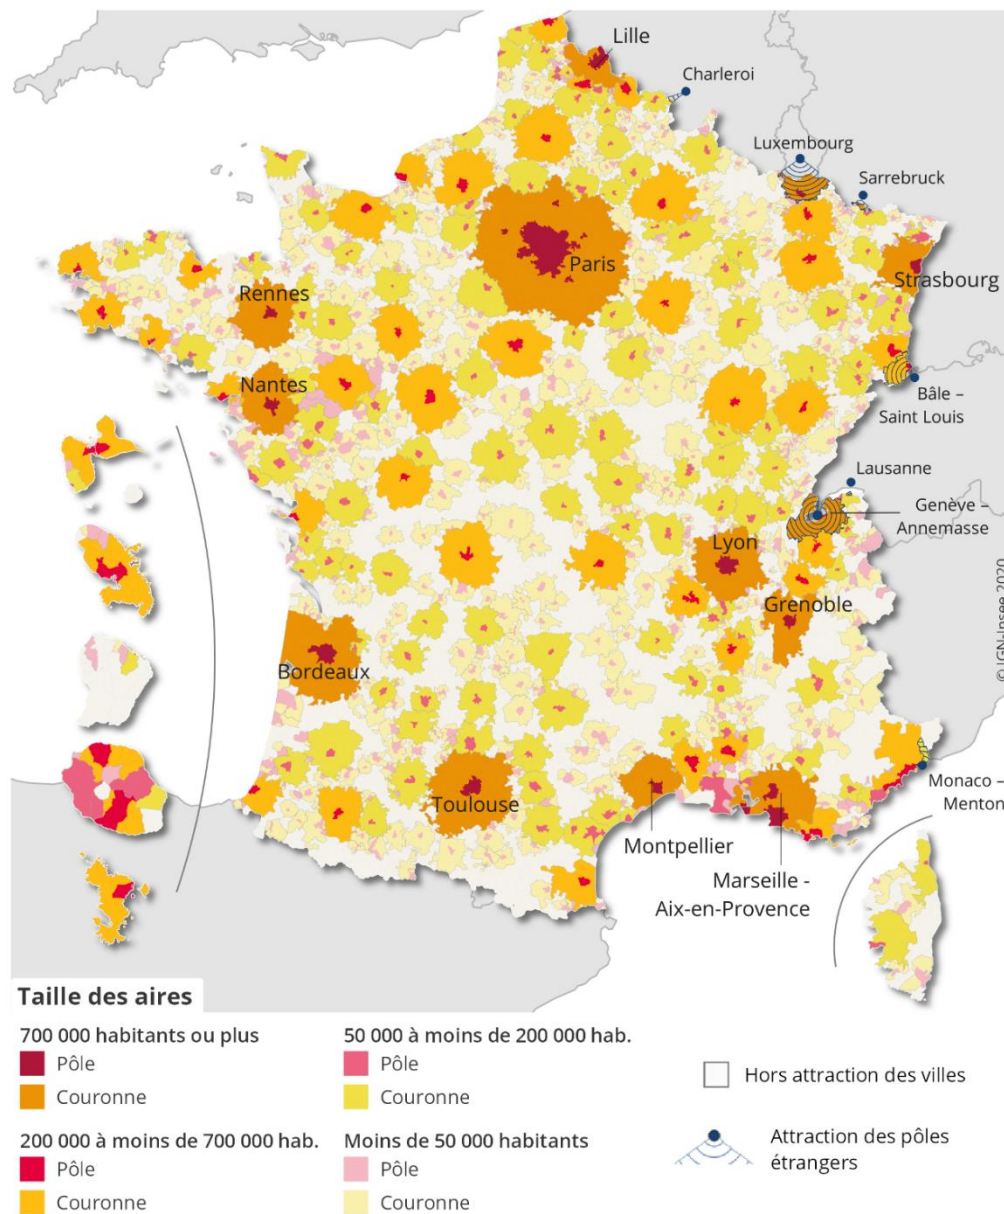 Lille
Charleroi
Luxembourg
Sarrebruck
Paris
Strasbourg
Rennes
Nantes
Bâle –
Saint Louis
Lausanne
Genève –
Annemasse
Lyon
Grenoble
Bordeaux
© IGN-Insee 2020
Toulouse
Monaco –
Menton
Montpellier
Marseille -
Aix-en-Provence
Taille des aires
700 000 habitants ou plus
Pôle
Couronne
200 000 à moins de 700 000 hab.
Pôle
Couronne
50 000 à moins de 200 000 hab.
Pôle
Couronne
Moins de 50 000 habitants
Pôle
Couronne
Hors attraction des villes
Attraction des pôles
étrangers